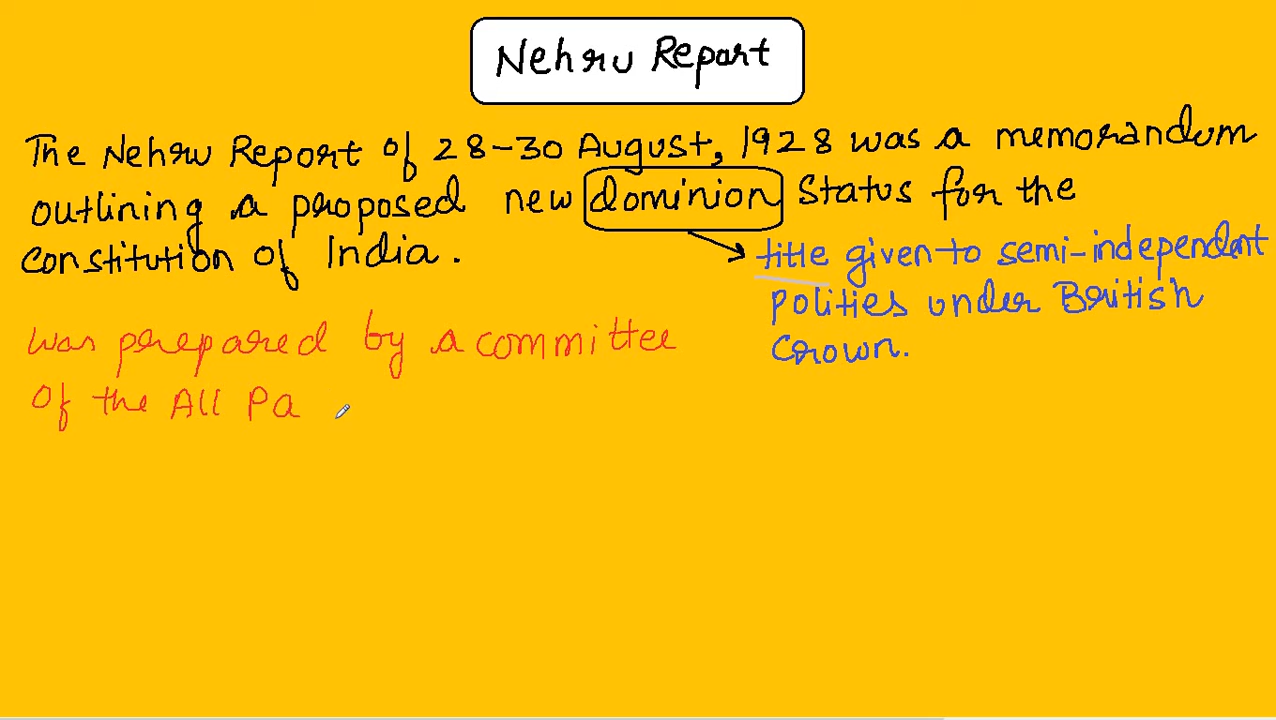 Nehru Report
The Nehru Report of 28-30 August, 1928 was a memorandum
outlining a proposed new dominion Status for the
constitution of India.
title given to semi-independent
polities under British
Crown.
was prepared by a committee
of the All Pa